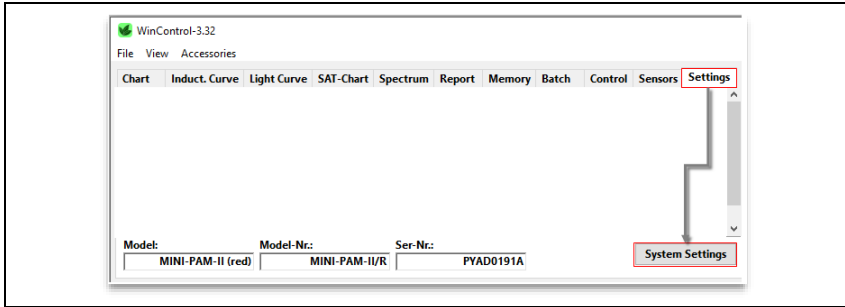 WinControl-3.32
File View Accessories
Chart Induct. Curve Light Curve SAT-Chart Spectrum Report Memory Batch Control Sensors Settings
Model: Model-Nr.: Ser-Nr.:
MINI-PAM-II (red) MINI-PAM-II/R PYAD0191A System Settings